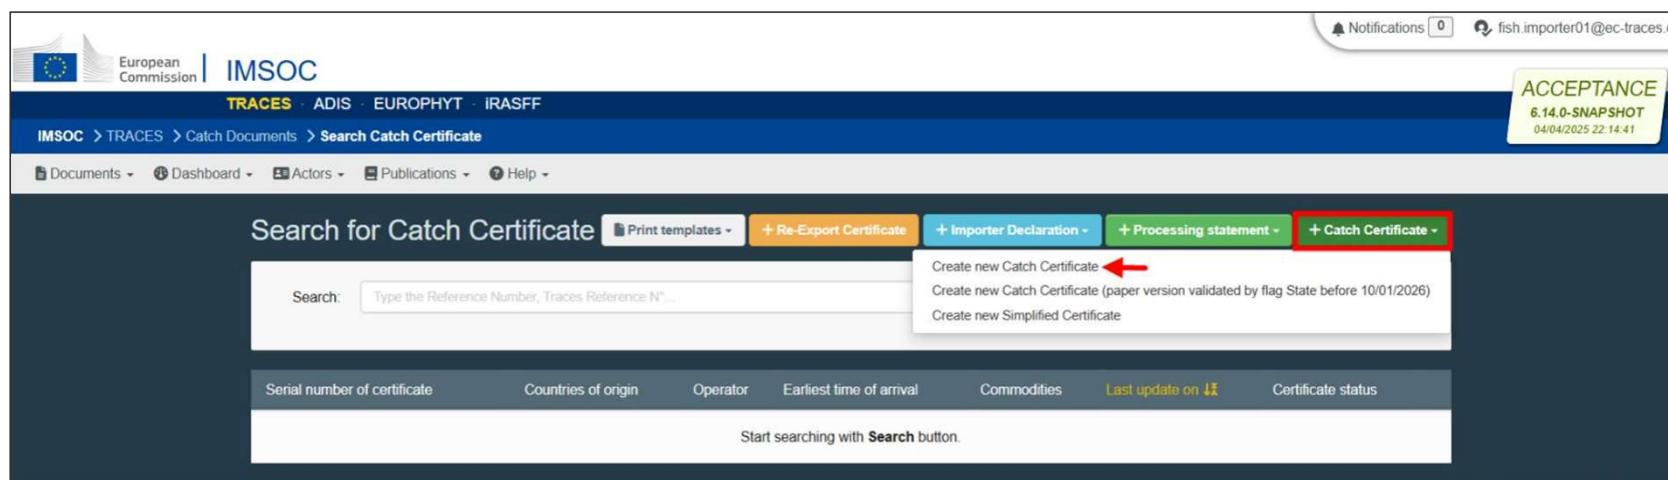 Notifications 0 fish.importer01@ec-traces.
European
Commission
IMSOC
ACCEPTANCE
6.14.0-SNAPSHOT
04/04/2025 22:14:41
TRACES · ADIS · EUROPHYT · iRASFF
IMSOC > TRACES > Catch Documents > Search Catch Certificate
Documents Dashboard Actors Publications Help
Search for Catch Certificate Print templates + Re-Export Certificate + Importer Declaration + Processing statement + Catch Certificate
Create new Catch Certificate
Create new Catch Certificate (paper version validated by flag State before 10/01/2026)
Create new Simplified Certificate
Search: Type the Reference Number, Traces Reference N°...
Serial number of certificate Countries of origin Operator Earliest time of arrival Commodities Last update on Certificate status
Start searching with Search button.